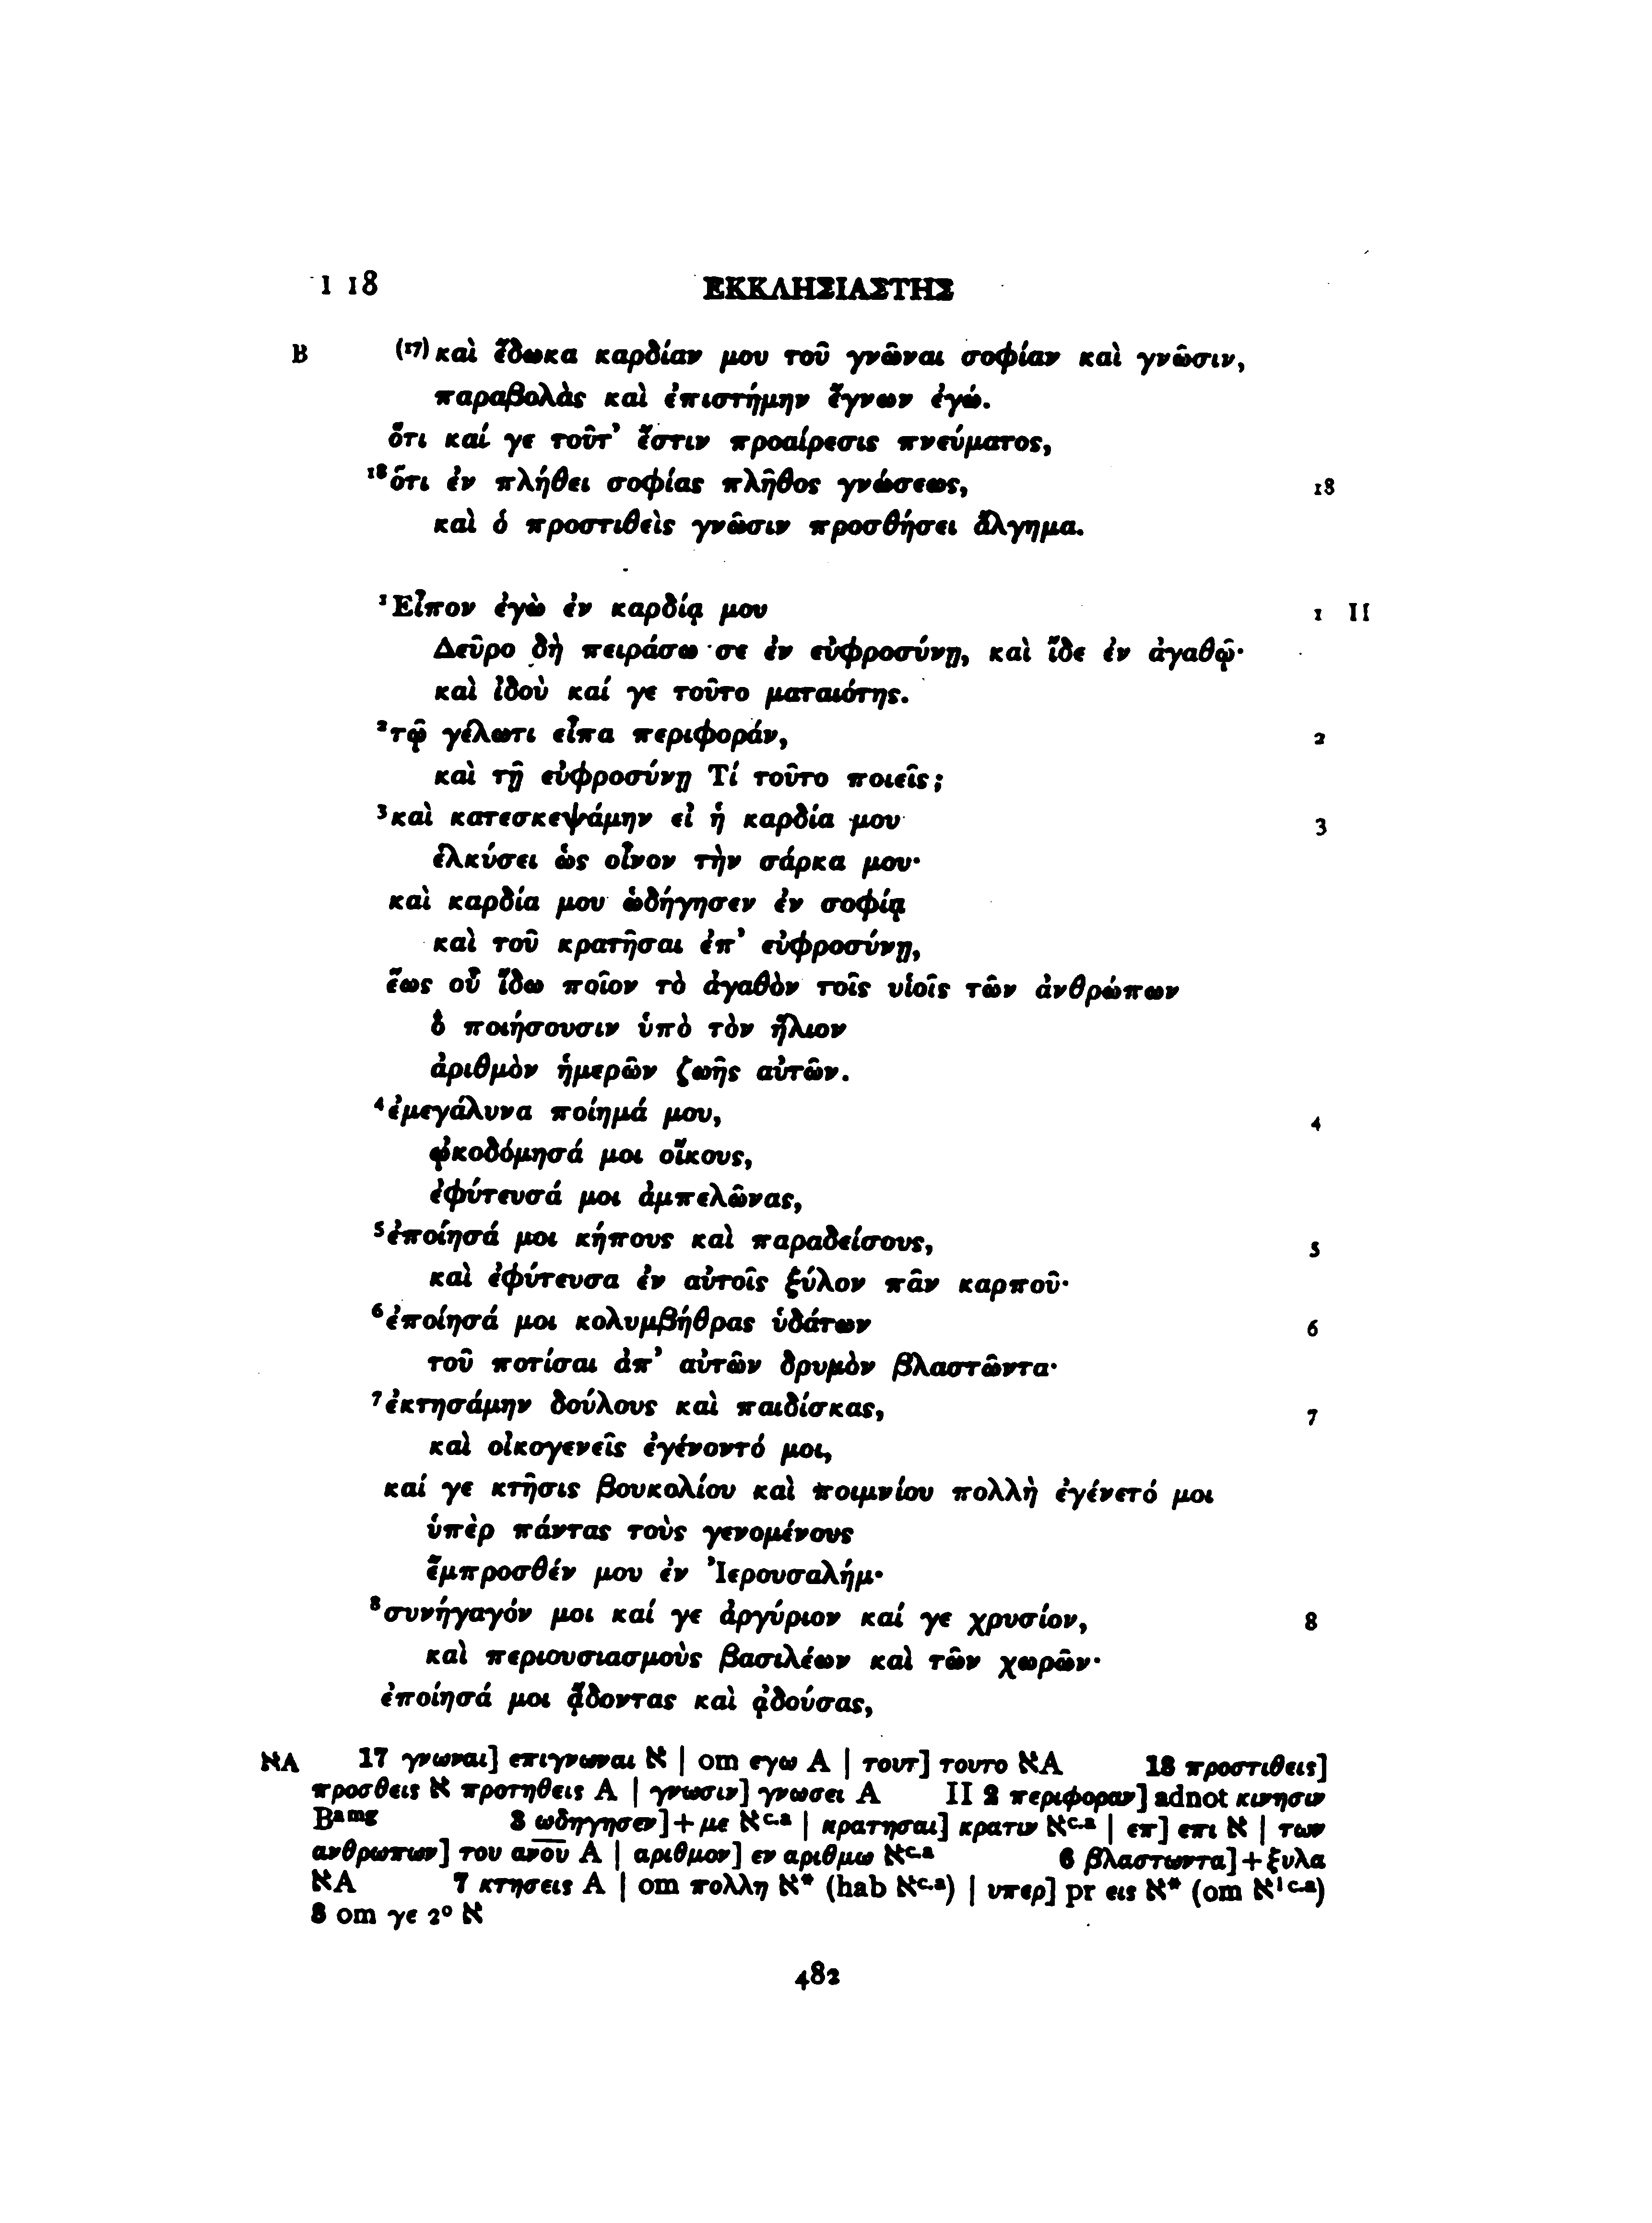 I 18 ΕΚΚΛΗΣΙΑΣΤΗΣ
B (17) καὶ ἔδωκα καρδίαν μου τοῦ γνῶναι σοφίαν καὶ γνῶσιν,
παραβολὰς καὶ ἐπιστήμην ἔγνων ἐγώ.
ὅτι καί γε τοῦτ’ ἔστιν προαίρεσις πνεύματος,
¹⁸ὅτι ἐν πλήθει σοφίας πλῆθος γνώσεως, 18
καὶ ὁ προστιθεὶς γνῶσιν προσθήσει ἄλγημα.
¹Εἶπον ἐγὼ ἐν καρδίᾳ μου 1 II
Δεῦρο δὴ πειράσω σε ἐν εὐφροσύνῃ, καὶ ἴδε ἐν ἀγαθῷ·
καὶ ἰδοὺ καί γε τοῦτο ματαιότης.
²τῷ γέλωτι εἶπα περιφοράν, 2
καὶ τῇ εὐφροσύνῃ Τί τοῦτο ποιεῖς;
³καὶ κατεσκεψάμην εἰ ἡ καρδία μου 3
ἑλκύσει ὡς οἶνον τὴν σάρκα μου·
καὶ καρδία μου ὡδήγησεν ἐν σοφίᾳ
καὶ τοῦ κρατῆσαι ἐπ’ εὐφροσύνῃ,
ἕως οὗ ἴδω ποῖον τὸ ἀγαθὸν τοῖς υἱοῖς τῶν ἀνθρώπων
ὃ ποιήσουσιν ὑπὸ τὸν ἥλιον
ἀριθμὸν ἡμερῶν ζωῆς αὐτῶν.
⁴ἐμεγάλυνα ποίημά μου, 4
ᾠκοδόμησά μοι οἴκους,
ἐφύτευσά μοι ἀμπελῶνας,
⁵ἐποίησά μοι κήπους καὶ παραδείσους, 5
καὶ ἐφύτευσα ἐν αὐτοῖς ξύλον πᾶν καρποῦ·
⁶ἐποίησά μοι κολυμβήθρας ὑδάτων 6
τοῦ ποτίσαι ἀπ’ αὐτῶν δρυμὸν βλαστῶντα·
⁷ἐκτησάμην δούλους καὶ παιδίσκας, 7
καὶ οἰκογενεῖς ἐγένοντό μοι,
καί γε κτῆσις βουκολίου καὶ ποιμνίου πολλὴ ἐγένετό μοι
ὑπὲρ πάντας τοὺς γενομένους
ἔμπροσθέν μου ἐν Ἰερουσαλήμ·
⁸συνήγαγόν μοι καί γε ἀργύριον καί γε χρυσίον, 8
καὶ περιουσιασμοὺς βασιλέων καὶ τῶν χωρῶν·
ἐποίησά μοι ᾄδοντας καὶ ᾀδούσας,
אA 17 γνωναι] επιγνωναι א | om εγω A | τουτ] τουτο אA 18 προστιθεις]
προσθεις א προτηθεις A | γνωσιν] γνωσει A II 2 περιφοραν] adnot κινησιν
Bᵃᵐᵍ 3 ωδηγησεν]+με אᶜ·ᵃ | κρατησαι] κρατιν אᶜ·ᵃ | επ] επι א | των
ανθρωπων] του α̅ν̅ο̅υ̅ A | αριθμον] εν αριθμω אᶜ·ᵃ 6 βλαστωντα]+ξυλα
אA 7 κτησεις A | om πολλη א* (hab אᶜ·ᵃ) | υπερ] pr εις א* (om א¹ ᶜ·ᵃ)
8 om γε 2⁰ א
482